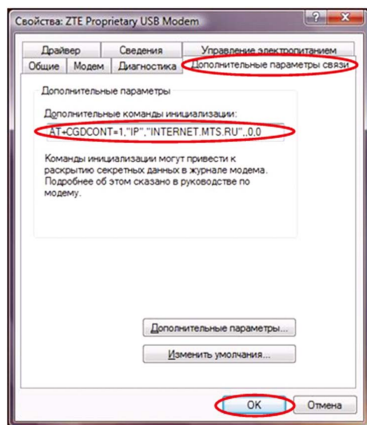 Свойства: ZTE Proprietary USB Modem
Драйвер Сведения Управление электропитанием
Общие Модем Диагностика Дополнительные параметры связи
Дополнительные параметры
Дополнительные команды инициализации:
AT+CGDCONT=1,"IP","INTERNET.MTS.RU",,0,0
Команды инициализации могут привести к
раскрытию секретных данных в журнале модема.
Подробнее об этом сказано в руководстве по
модему.
Дополнительные параметры...
Изменить умолчания...
OK Отмена